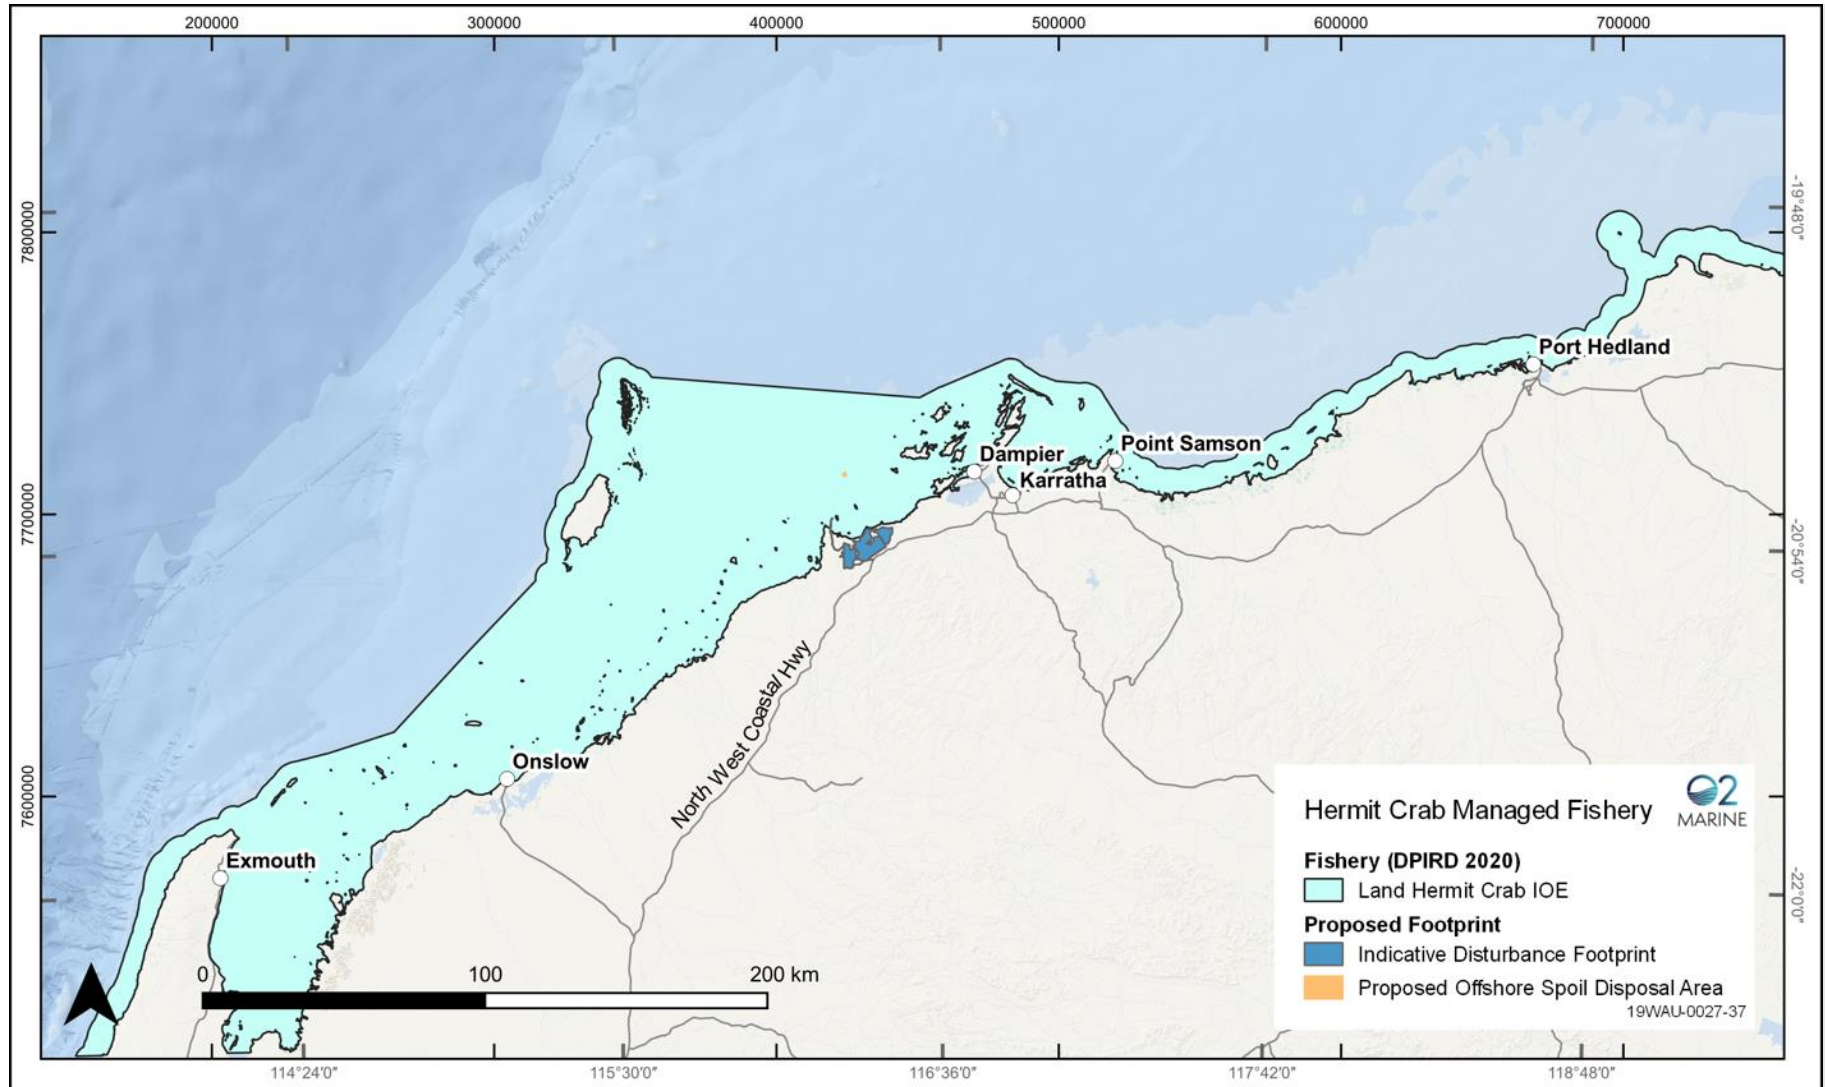 200000 300000 400000 500000 600000 700000
7800000
-19°48'0"
Port Hedland
Point Samson
Dampier
Karratha
7700000
-20°54'0"
North West Coastal Hwy
Onslow
7600000
Exmouth
-22°0'0"
0 100 200 km
Hermit Crab Managed Fishery
O2
MARINE
Fishery (DPIRD 2020)
Land Hermit Crab IOE
Proposed Footprint
Indicative Disturbance Footprint
Proposed Offshore Spoil Disposal Area
19WAU-0027-37
114°24'0" 115°30'0" 116°36'0" 117°42'0" 118°48'0"